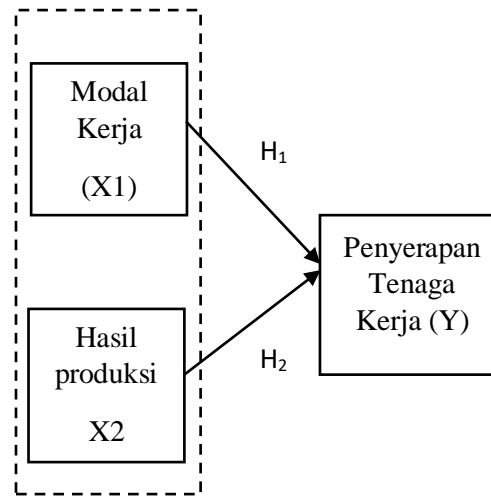 Modal
Kerja
(X1)
H₁
Penyerapan
Tenaga
Kerja (Y)
Hasil
produksi
X2
H₂